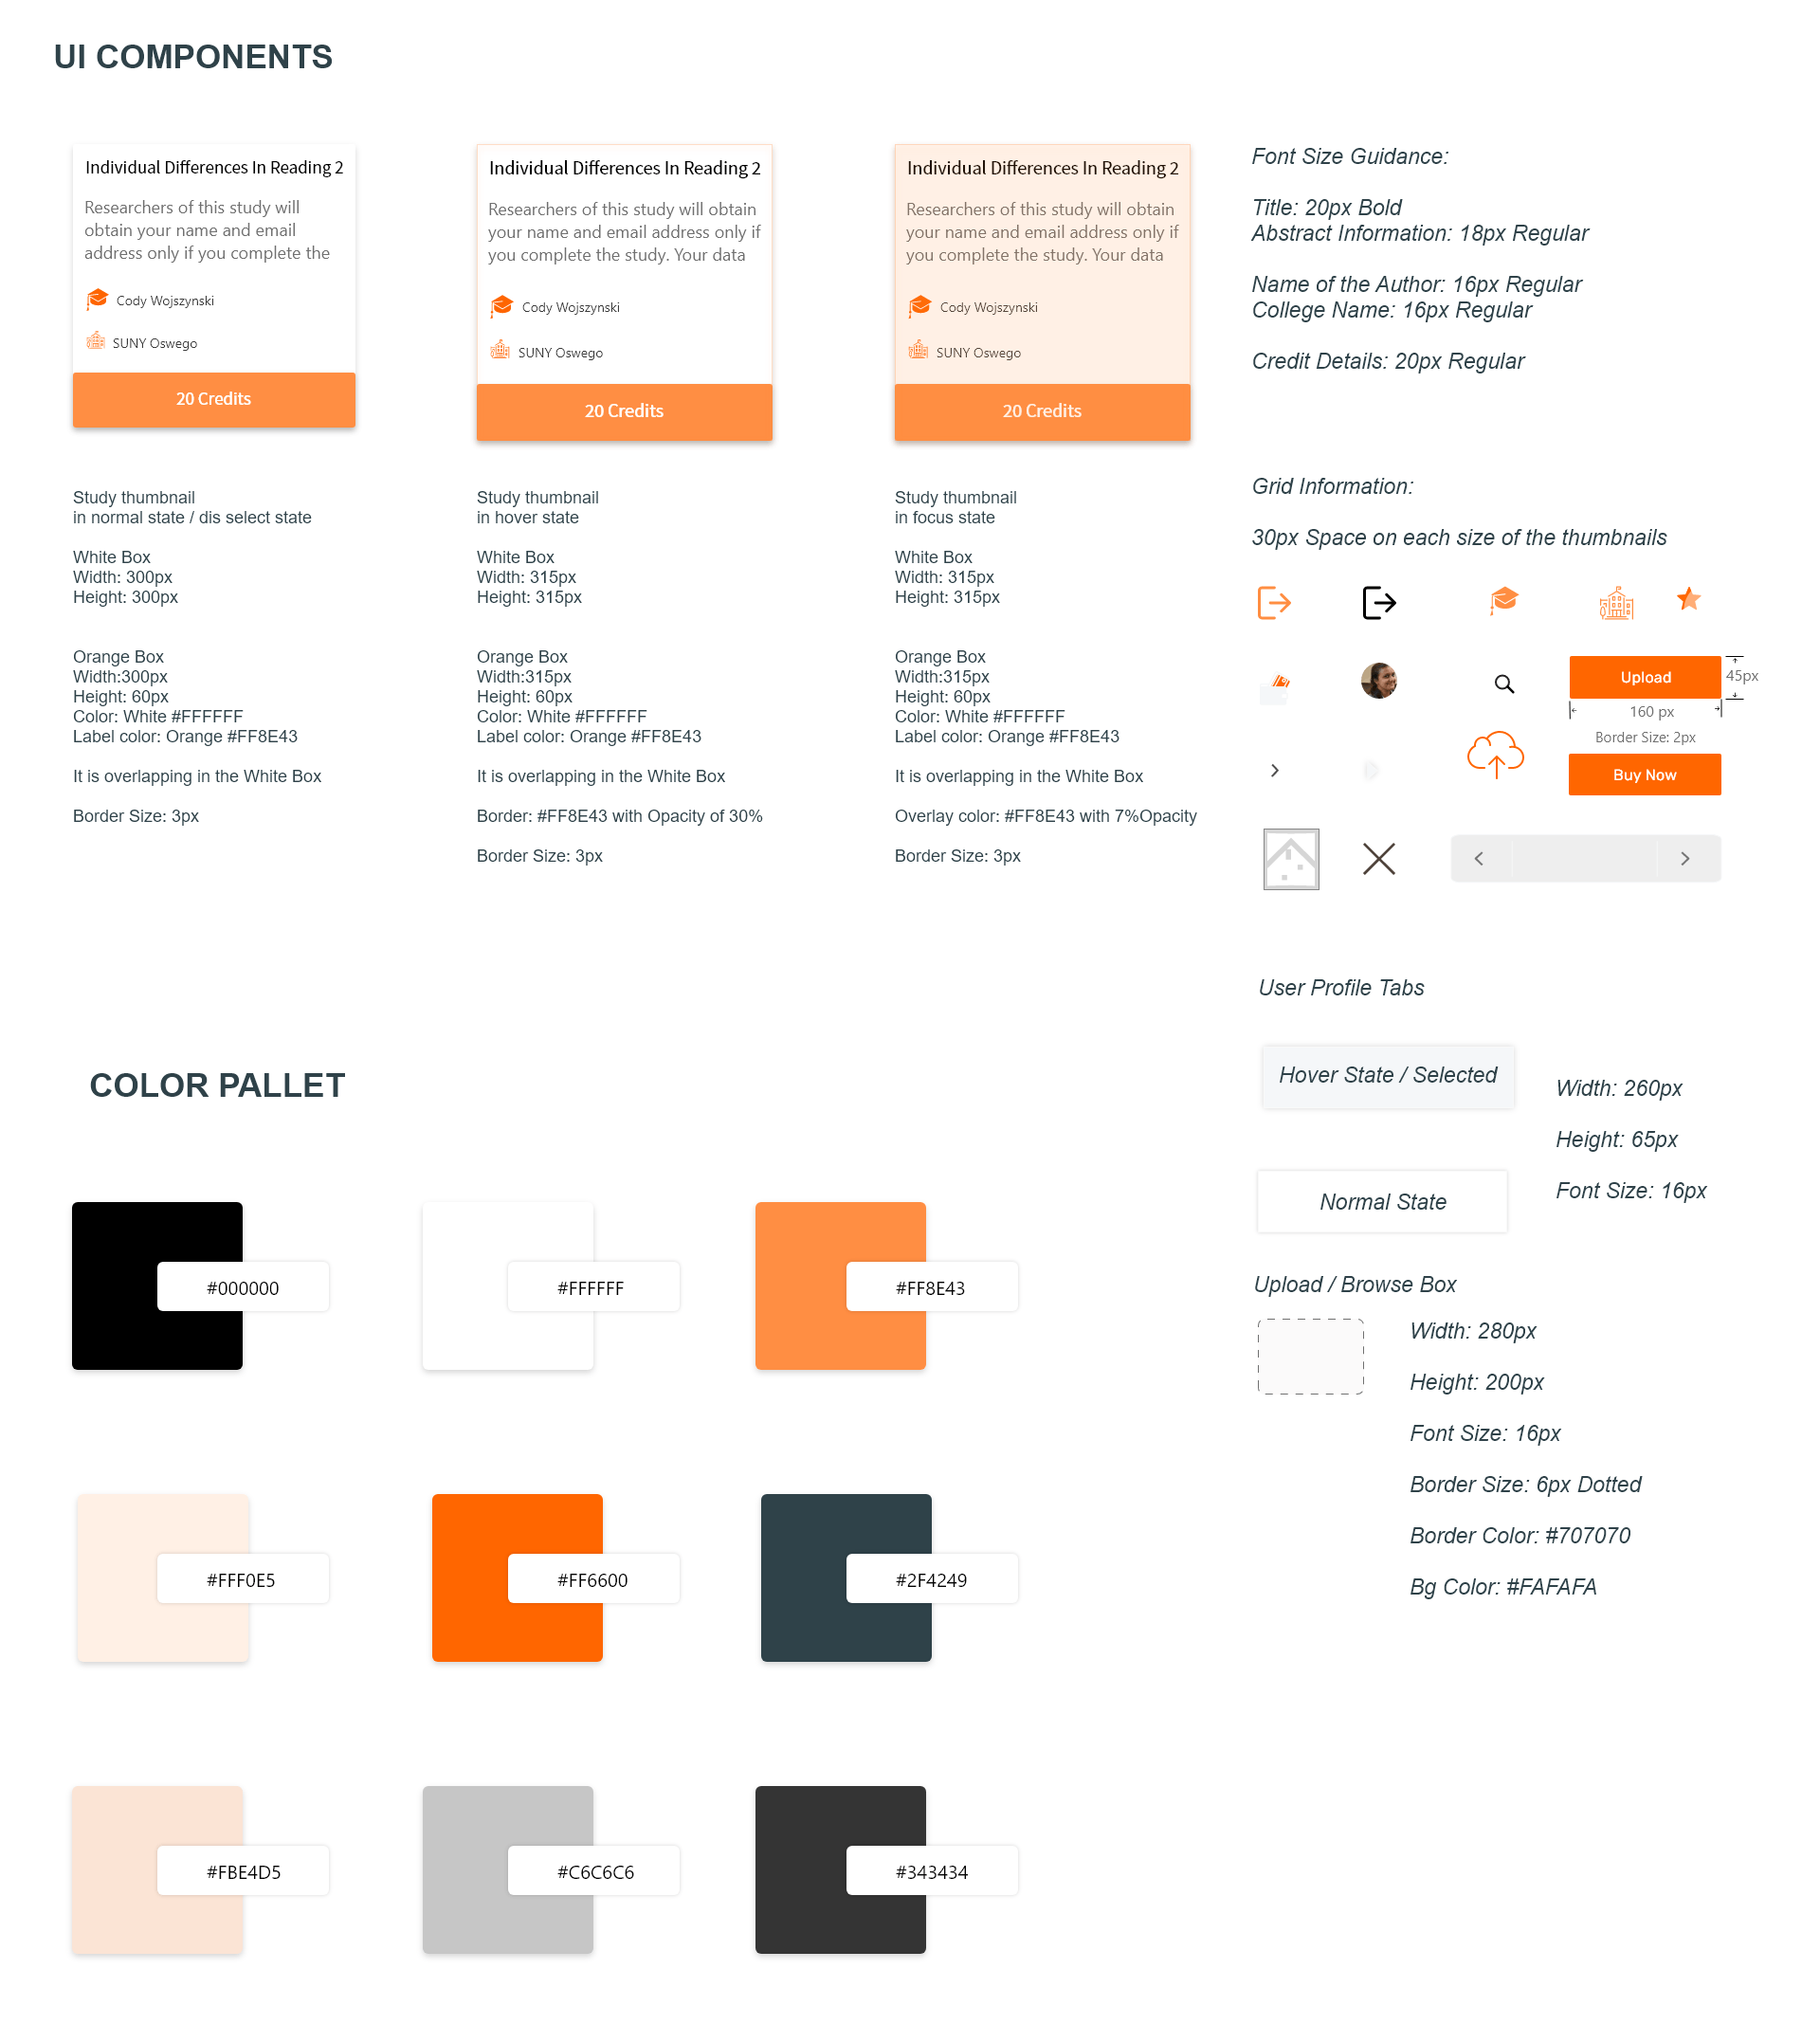 UI COMPONENTS
Individual Differences In Reading 2
Researchers of this study will
obtain your name and email
address only if you complete the
Cody Wojszynski
SUNY Oswego
20 Credits
Study thumbnail
in normal state / dis select state
White Box
Width: 300px
Height: 300px
Orange Box
Width:300px
Height: 60px
Color: White #FFFFFF
Label color: Orange #FF8E43
It is overlapping in the White Box
Border Size: 3px
Individual Differences In Reading 2
Researchers of this study will obtain
your name and email address only if
you complete the study. Your data
Cody Wojszynski
SUNY Oswego
20 Credits
Study thumbnail
in hover state
White Box
Width: 315px
Height: 315px
Orange Box
Width:315px
Height: 60px
Color: White #FFFFFF
Label color: Orange #FF8E43
It is overlapping in the White Box
Border: #FF8E43 with Opacity of 30%
Border Size: 3px
Individual Differences In Reading 2
Researchers of this study will obtain
your name and email address only if
you complete the study. Your data
Cody Wojszynski
SUNY Oswego
20 Credits
Study thumbnail
in focus state
White Box
Width: 315px
Height: 315px
Orange Box
Width:315px
Height: 60px
Color: White #FFFFFF
Label color: Orange #FF8E43
It is overlapping in the White Box
Overlay color: #FF8E43 with 7%Opacity
Border Size: 3px
Font Size Guidance:
Title: 20px Bold
Abstract Information: 18px Regular
Name of the Author: 16px Regular
College Name: 16px Regular
Credit Details: 20px Regular
Grid Information:
30px Space on each size of the thumbnails
Upload
45px
160 px
Border Size: 2px
Buy Now
User Profile Tabs
Hover State / Selected
Normal State
Width: 260px
Height: 65px
Font Size: 16px
Upload / Browse Box
Width: 280px
Height: 200px
Font Size: 16px
Border Size: 6px Dotted
Border Color: #707070
Bg Color: #FAFAFA
COLOR PALLET
#000000
#FFFFFF
#FF8E43
#FFF0E5
#FF6600
#2F4249
#FBE4D5
#C6C6C6
#343434